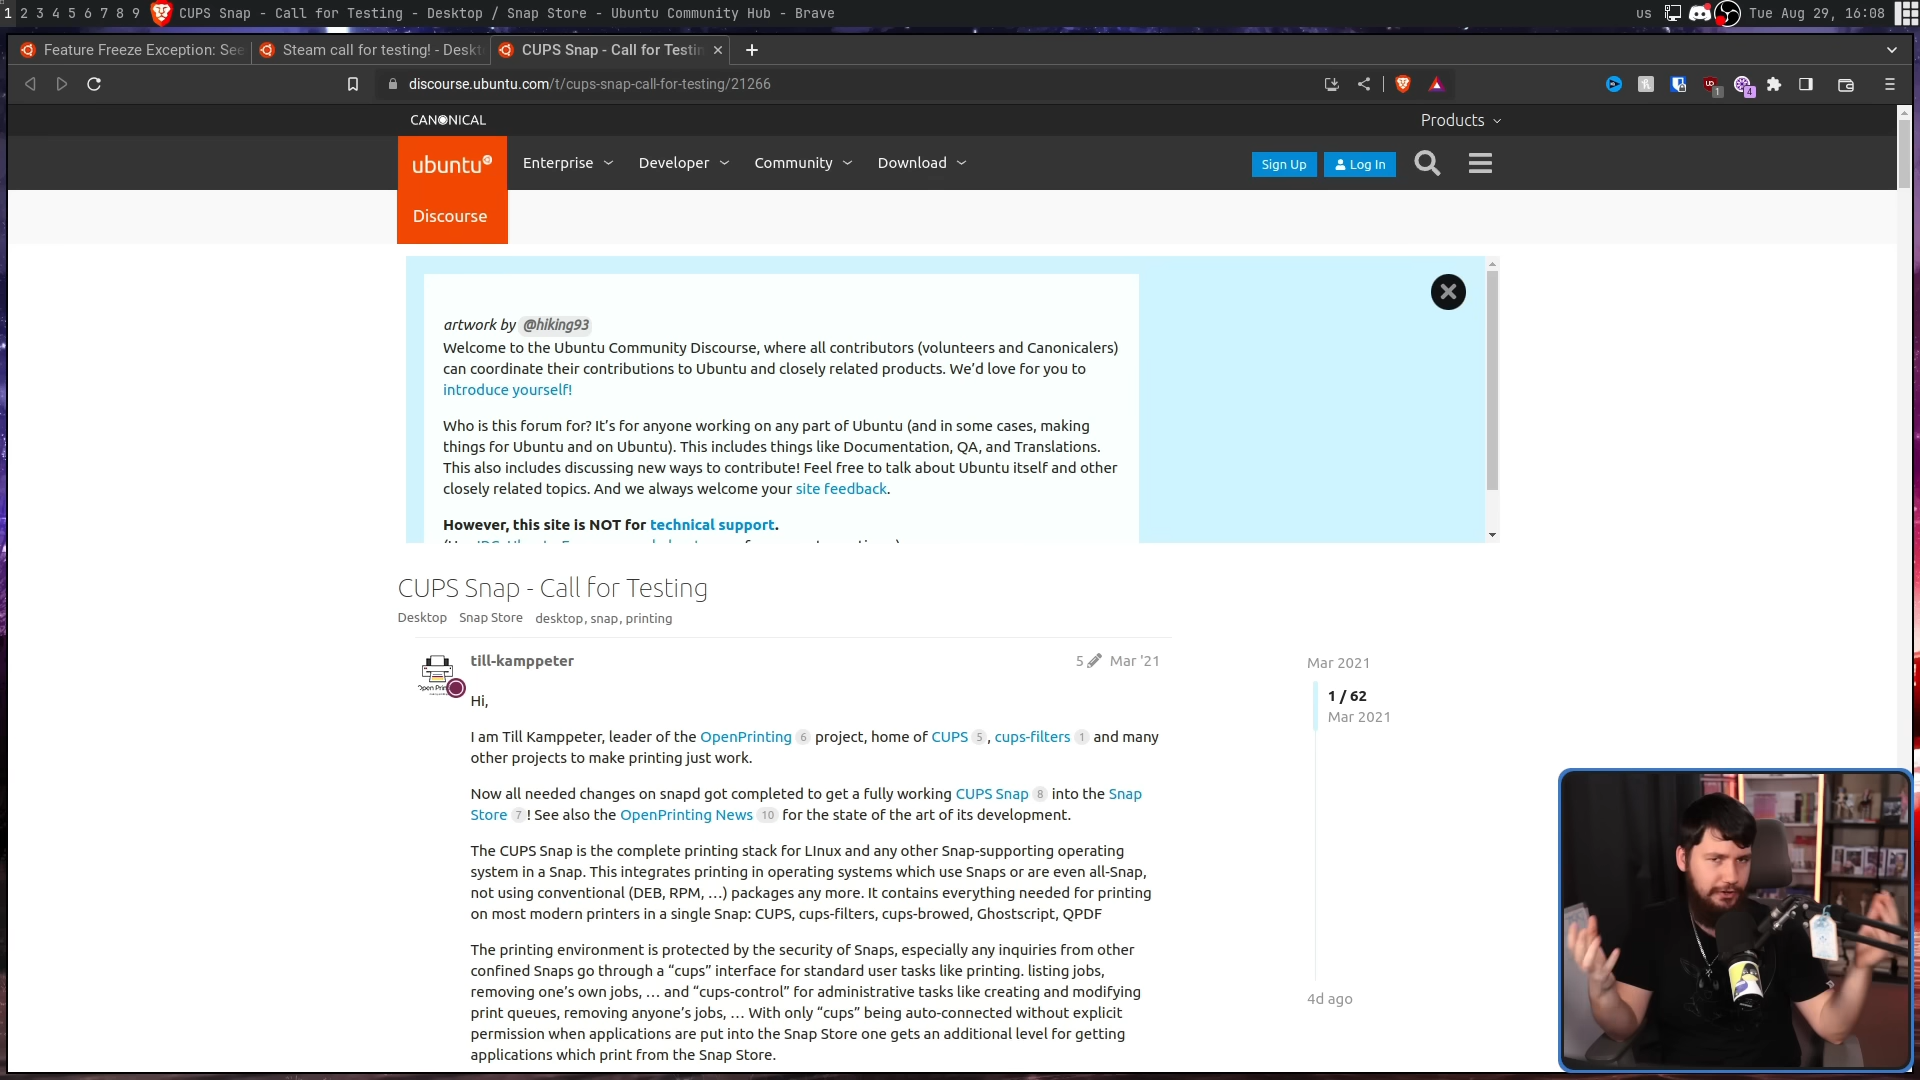 1 2 3 4 5 6 7 8 9 CUPS Snap - Call for Testing - Desktop / Snap Store - Ubuntu Community Hub - Brave us Tue Aug 29, 16:08
Feature Freeze Exception: See Steam call for testing! - Deskt CUPS Snap - Call for Testin
discourse.ubuntu.com/t/cups-snap-call-for-testing/21266
1 4
CANONICAL Products
ubuntu Enterprise Developer Community Download Sign Up Log In
Discourse
artwork by @hiking93
Welcome to the Ubuntu Community Discourse, where all contributors (volunteers and Canonicalers)
can coordinate their contributions to Ubuntu and closely related products. We’d love for you to
introduce yourself!
Who is this forum for? It’s for anyone working on any part of Ubuntu (and in some cases, making
things for Ubuntu and on Ubuntu). This includes things like Documentation, QA, and Translations.
This also includes discussing new ways to contribute! Feel free to talk about Ubuntu itself and other
closely related topics. And we always welcome your site feedback.
However, this site is NOT for technical support.
CUPS Snap - Call for Testing
Desktop Snap Store desktop, snap, printing
till-kamppeter 5 Mar '21
Hi,
I am Till Kamppeter, leader of the OpenPrinting 6 project, home of CUPS 5, cups-filters 1 and many
other projects to make printing just work.
Now all needed changes on snapd got completed to get a fully working CUPS Snap 8 into the Snap
Store 7! See also the OpenPrinting News 10 for the state of the art of its development.
The CUPS Snap is the complete printing stack for LInux and any other Snap-supporting operating
system in a Snap. This integrates printing in operating systems which use Snaps or are even all-Snap,
not using conventional (DEB, RPM, …) packages any more. It contains everything needed for printing
on most modern printers in a single Snap: CUPS, cups-filters, cups-browed, Ghostscript, QPDF
The printing environment is protected by the security of Snaps, especially any inquiries from other
confined Snaps go through a “cups” interface for standard user tasks like printing. listing jobs,
removing one’s own jobs, … and “cups-control” for administrative tasks like creating and modifying
print queues, removing anyone’s jobs, … With only “cups” being auto-connected without explicit
permission when applications are put into the Snap Store one gets an additional level for getting
applications which print from the Snap Store.
Mar 2021
1 / 62
Mar 2021
4d ago